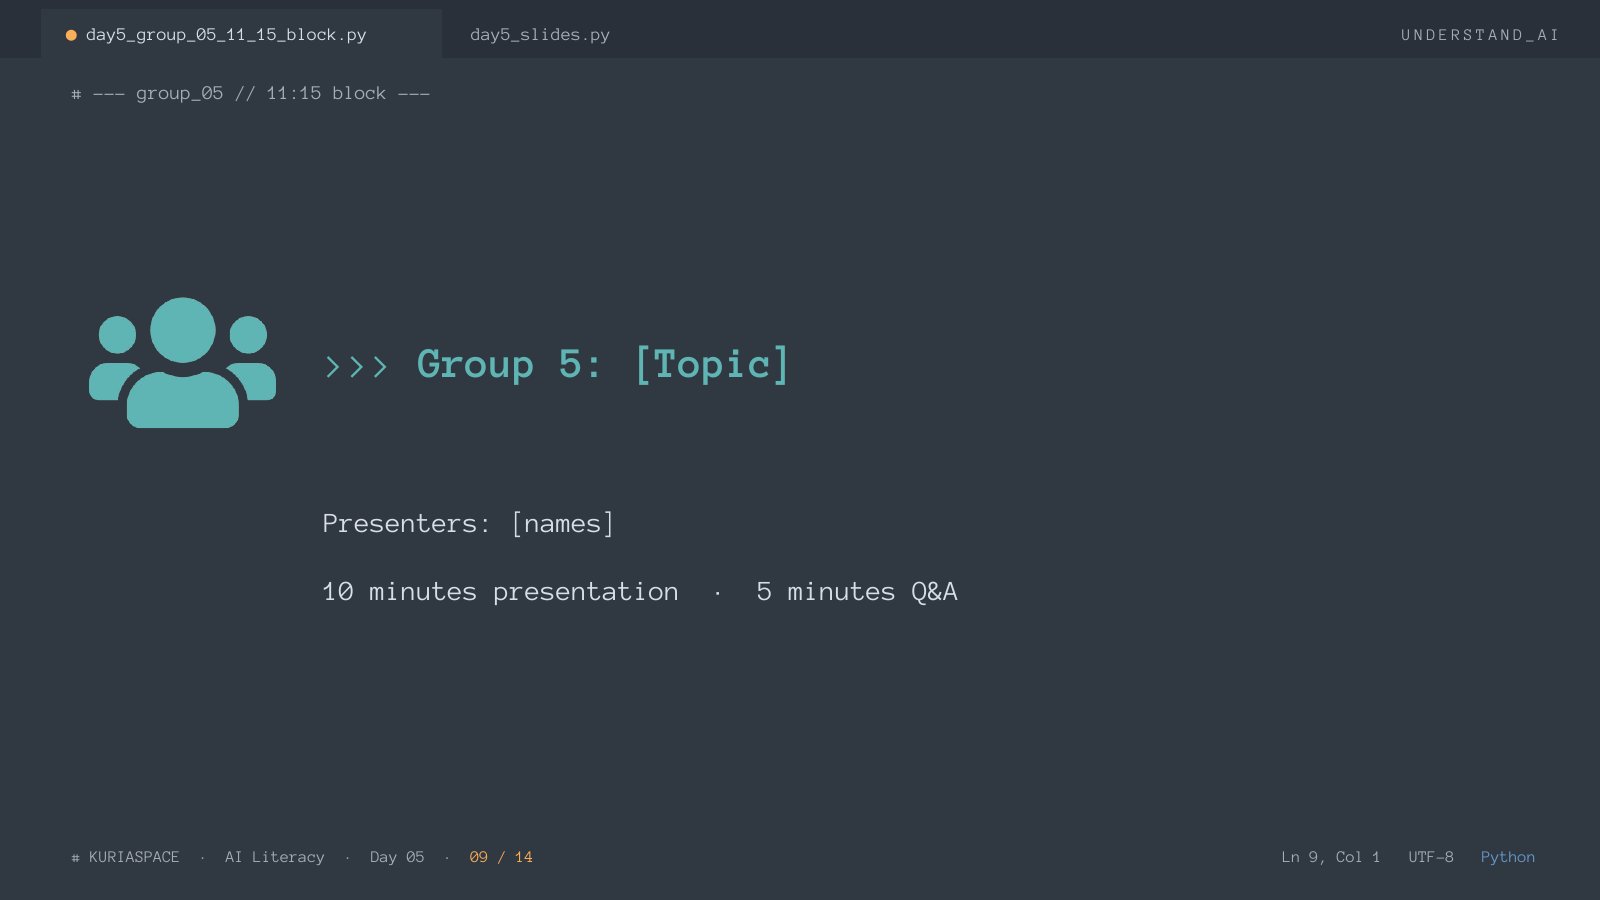 day5_group_05_11_15_block.py
day5_slides.py
UNDERSTAND_AI
# --- group_05 // 11:15 block ---
>>> Group 5: [Topic]
Presenters: [names]
10 minutes presentation · 5 minutes Q&A
# KURIASPACE · AI Literacy · Day 05 · 09 / 14
Ln 9, Col 1 UTF-8 Python